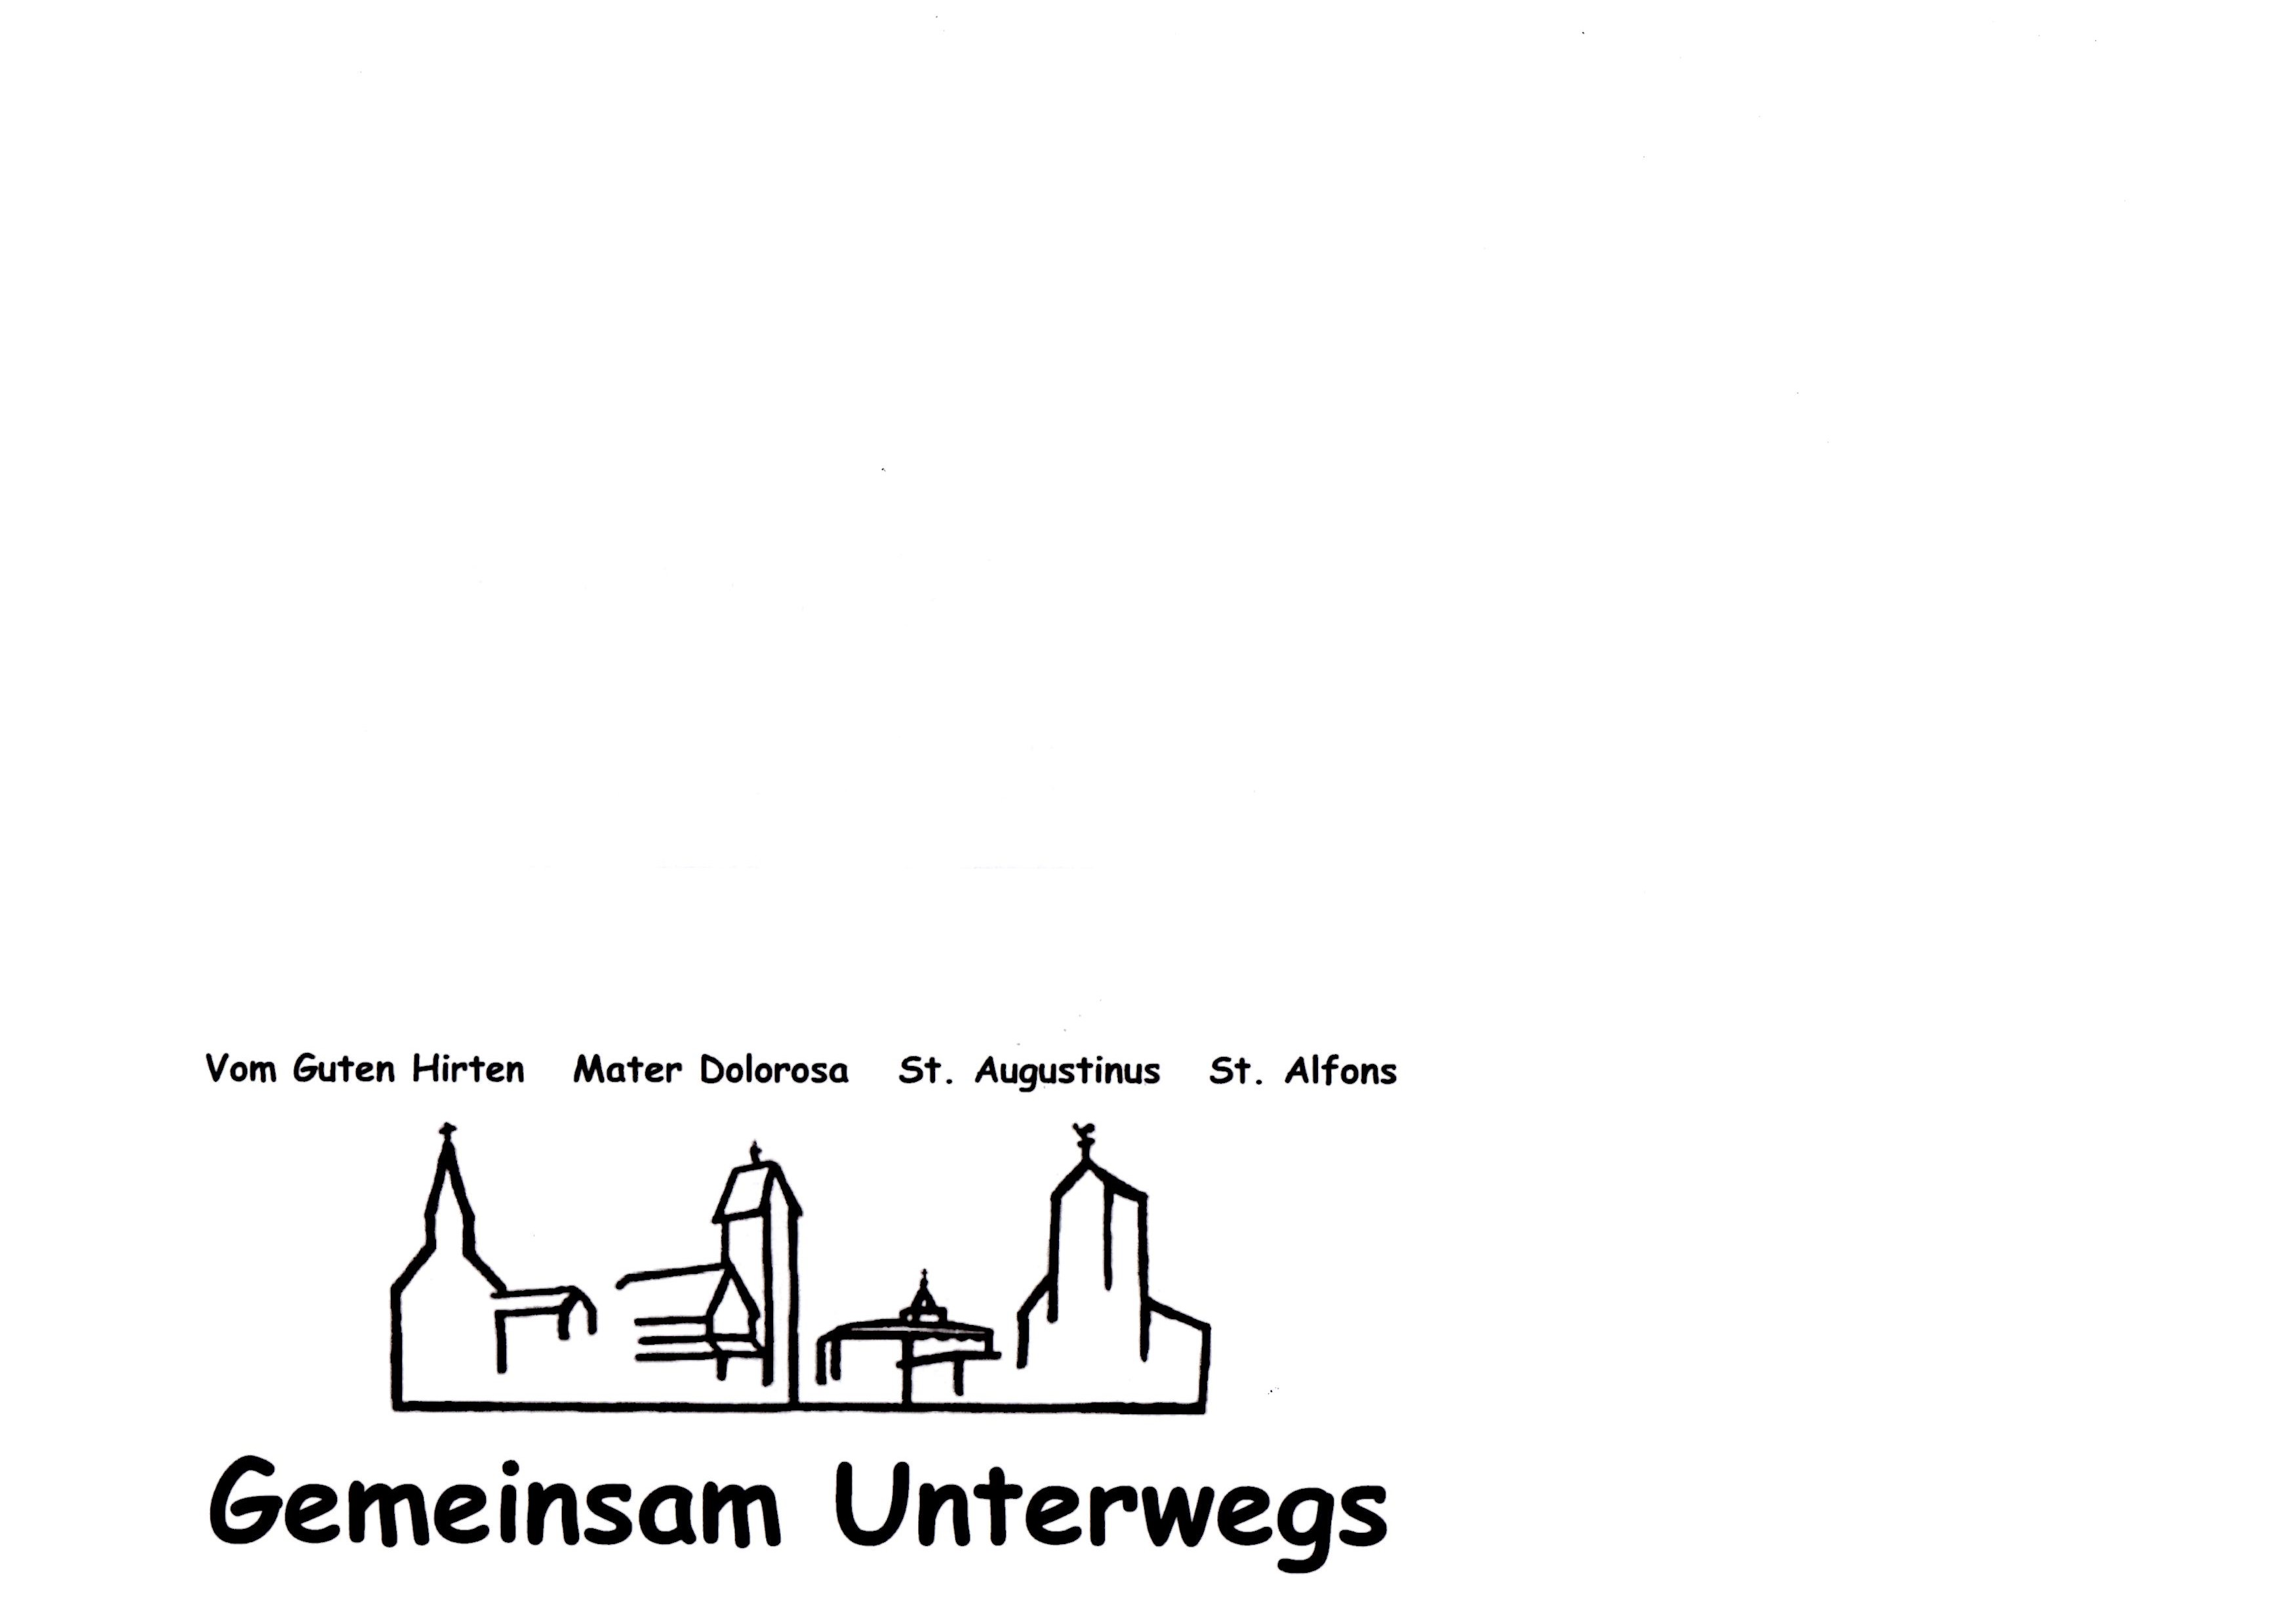 Vom Guten Hirten Mater Dolorosa St. Augustinus St. Alfons
Gemeinsam Unterwegs